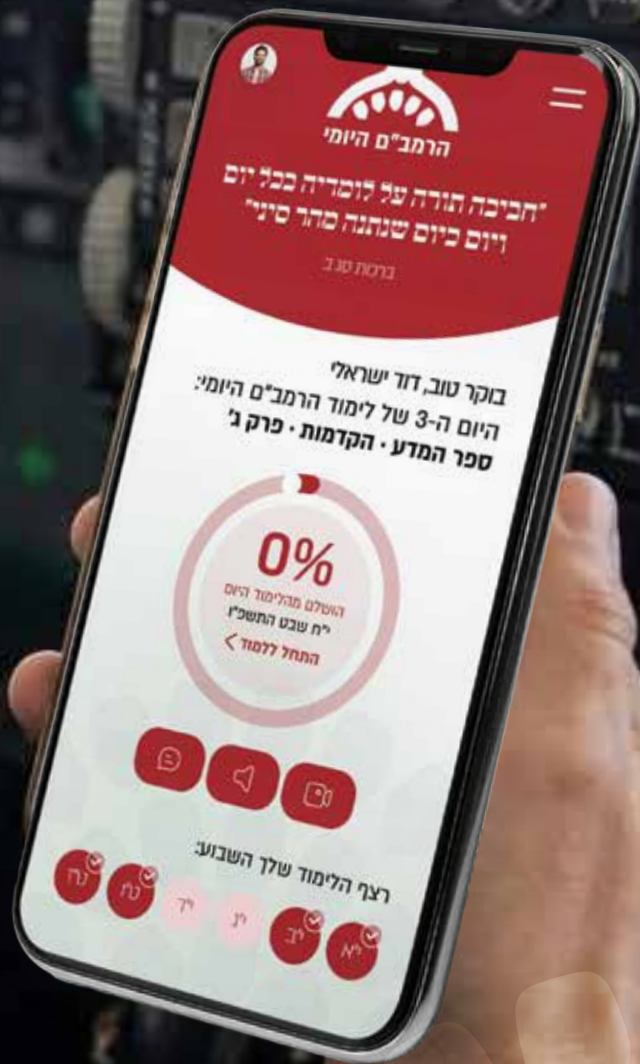 הרמב"ם היומי
"חביבה תורה על לומדיה בכל יום
ויום כיום שנתנה מהר סיני"
ברכות סג ב
בוקר טוב, דוד ישראלי
היום ה-3 של לימוד הרמב"ם היומי:
ספר המדע • הקדמות • פרק ג'
0%
הושלם מהלימוד היום
י"ח שבט התשפ"ו
התחל ללמוד >
רצף הלימוד שלך השבוע:
י"א י"ב י"ג י"ד ט"ו ט"ז